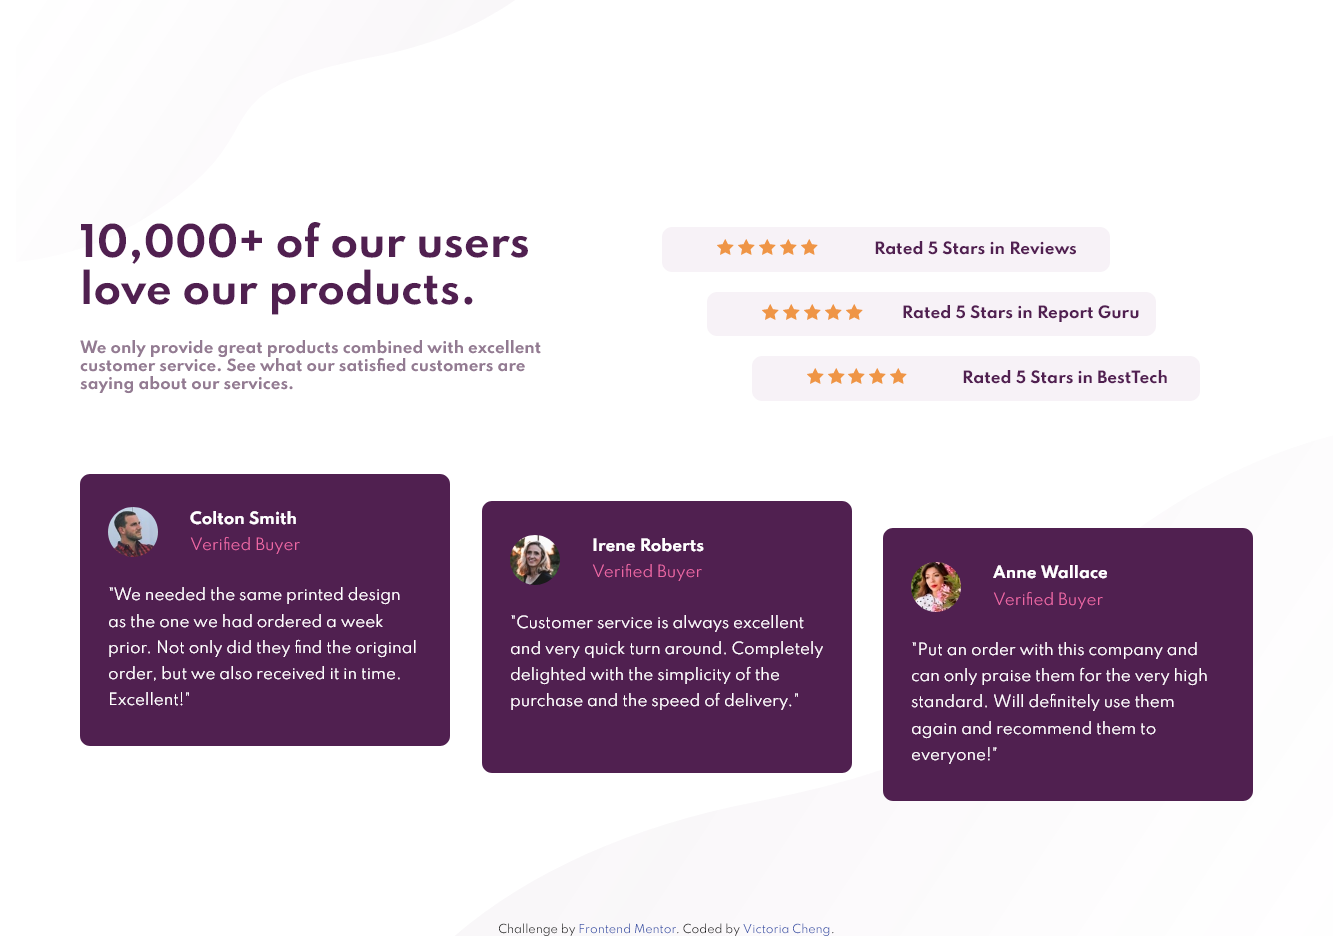 10,000+ of our users
love our products.
We only provide great products combined with excellent
customer service. See what our satisfied customers are
saying about our services.
Rated 5 Stars in Reviews
Rated 5 Stars in Report Guru
Rated 5 Stars in BestTech
Colton Smith
Verified Buyer
"We needed the same printed design
as the one we had ordered a week
prior. Not only did they find the original
order, but we also received it in time.
Excellent!"
Irene Roberts
Verified Buyer
"Customer service is always excellent
and very quick turn around. Completely
delighted with the simplicity of the
purchase and the speed of delivery."
Anne Wallace
Verified Buyer
"Put an order with this company and
can only praise them for the very high
standard. Will definitely use them
again and recommend them to
everyone!"
Challenge by Frontend Mentor. Coded by Victoria Cheng.